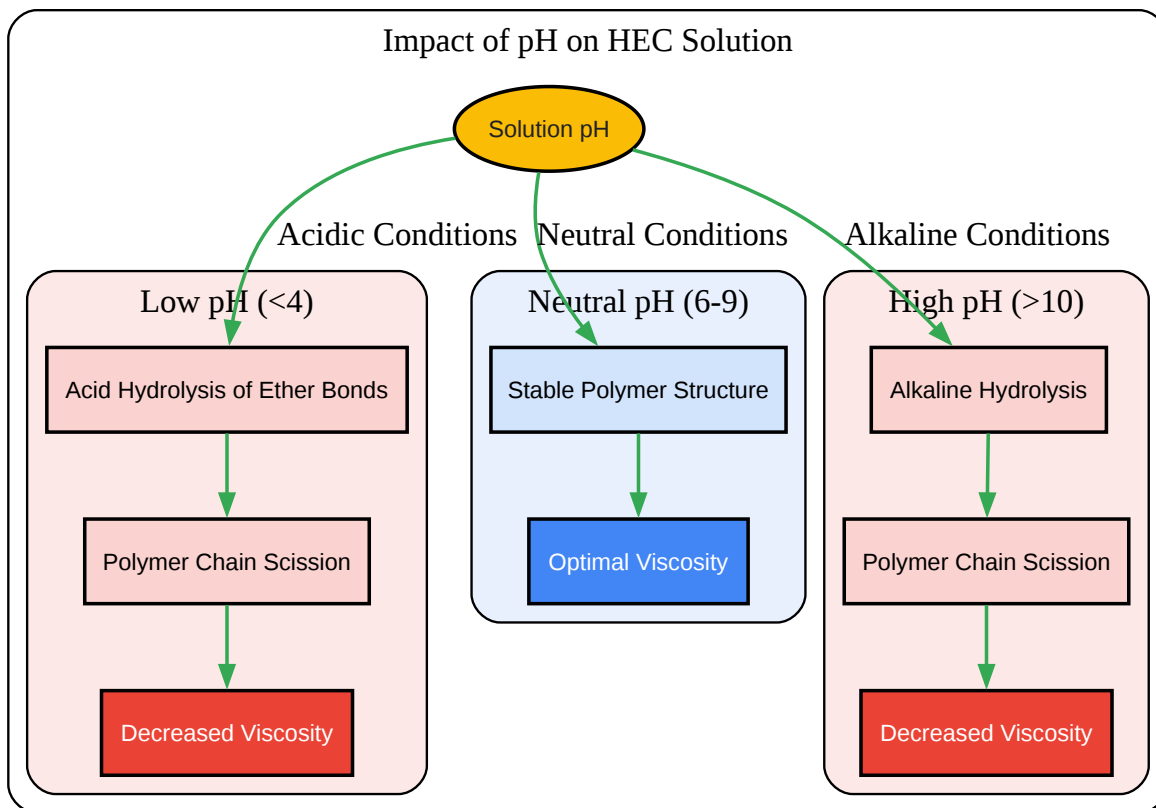 Impact of pH on HEC Solution
Solution pH
Acidic Conditions
Neutral Conditions
Alkaline Conditions
Low pH (<4)
Neutral pH (6-9)
High pH (>10)
Acid Hydrolysis of Ether Bonds
Stable Polymer Structure
Alkaline Hydrolysis
Polymer Chain Scission
Optimal Viscosity
Polymer Chain Scission
Decreased Viscosity
Decreased Viscosity